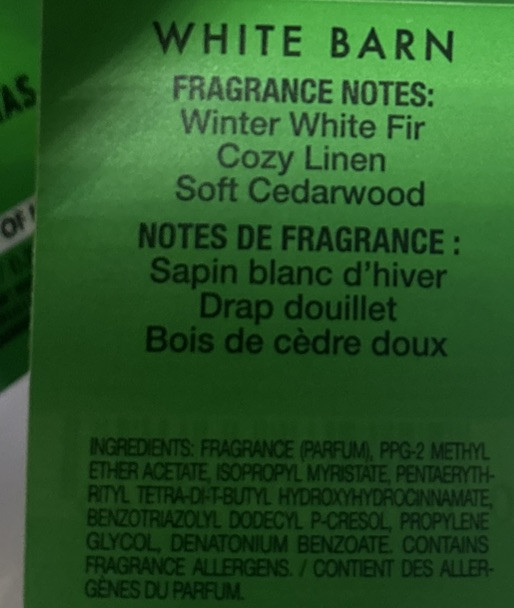 WHITE BARN
FRAGRANCE NOTES:
Winter White Fir
Cozy Linen
Soft Cedarwood
NOTES DE FRAGRANCE :
Sapin blanc d'hiver
Drap douillet
Bois de cèdre doux
INGREDIENTS: FRAGRANCE (PARFUM), PPG-2 METHYL
ETHER ACETATE, ISOPROPYL MYRISTATE, PENTAERYTH-
RITYL TETRA-DI-T-BUTYL HYDROXYHYDROCINNAMATE,
BENZOTRIAZOLYL DODECYL P-CRESOL, PROPYLENE
GLYCOL, DENATONIUM BENZOATE. CONTAINS
FRAGRANCE ALLERGENS. / CONTIENT DES ALLER-
GÈNES DU PARFUM.
AS
OF